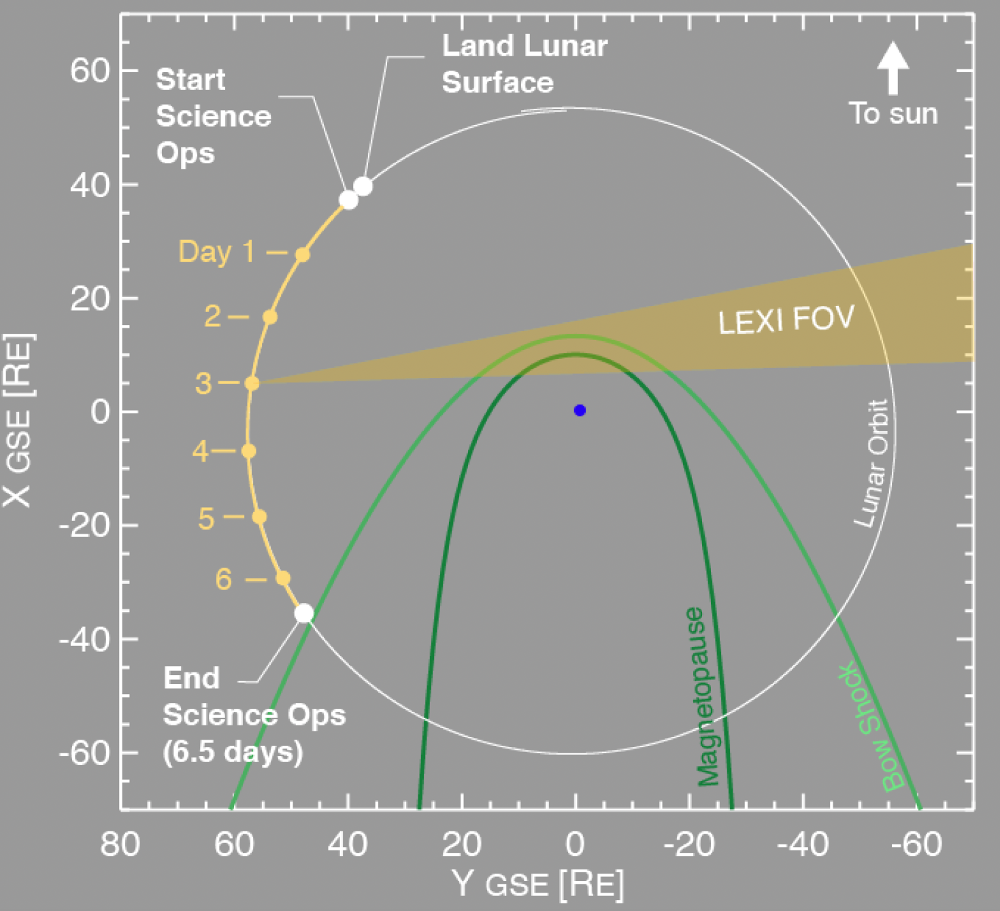 Land Lunar
Surface
Start
Science
Ops
To sun
60
40
20
0
-20
-40
-60
X GSE [RE]
Day 1
2
3
4
5
6
LEXI FOV
Lunar Orbit
Magnetopause
Bow Shock
End
Science Ops
(6.5 days)
80 60 40 20 0 -20 -40 -60
Y GSE [RE]